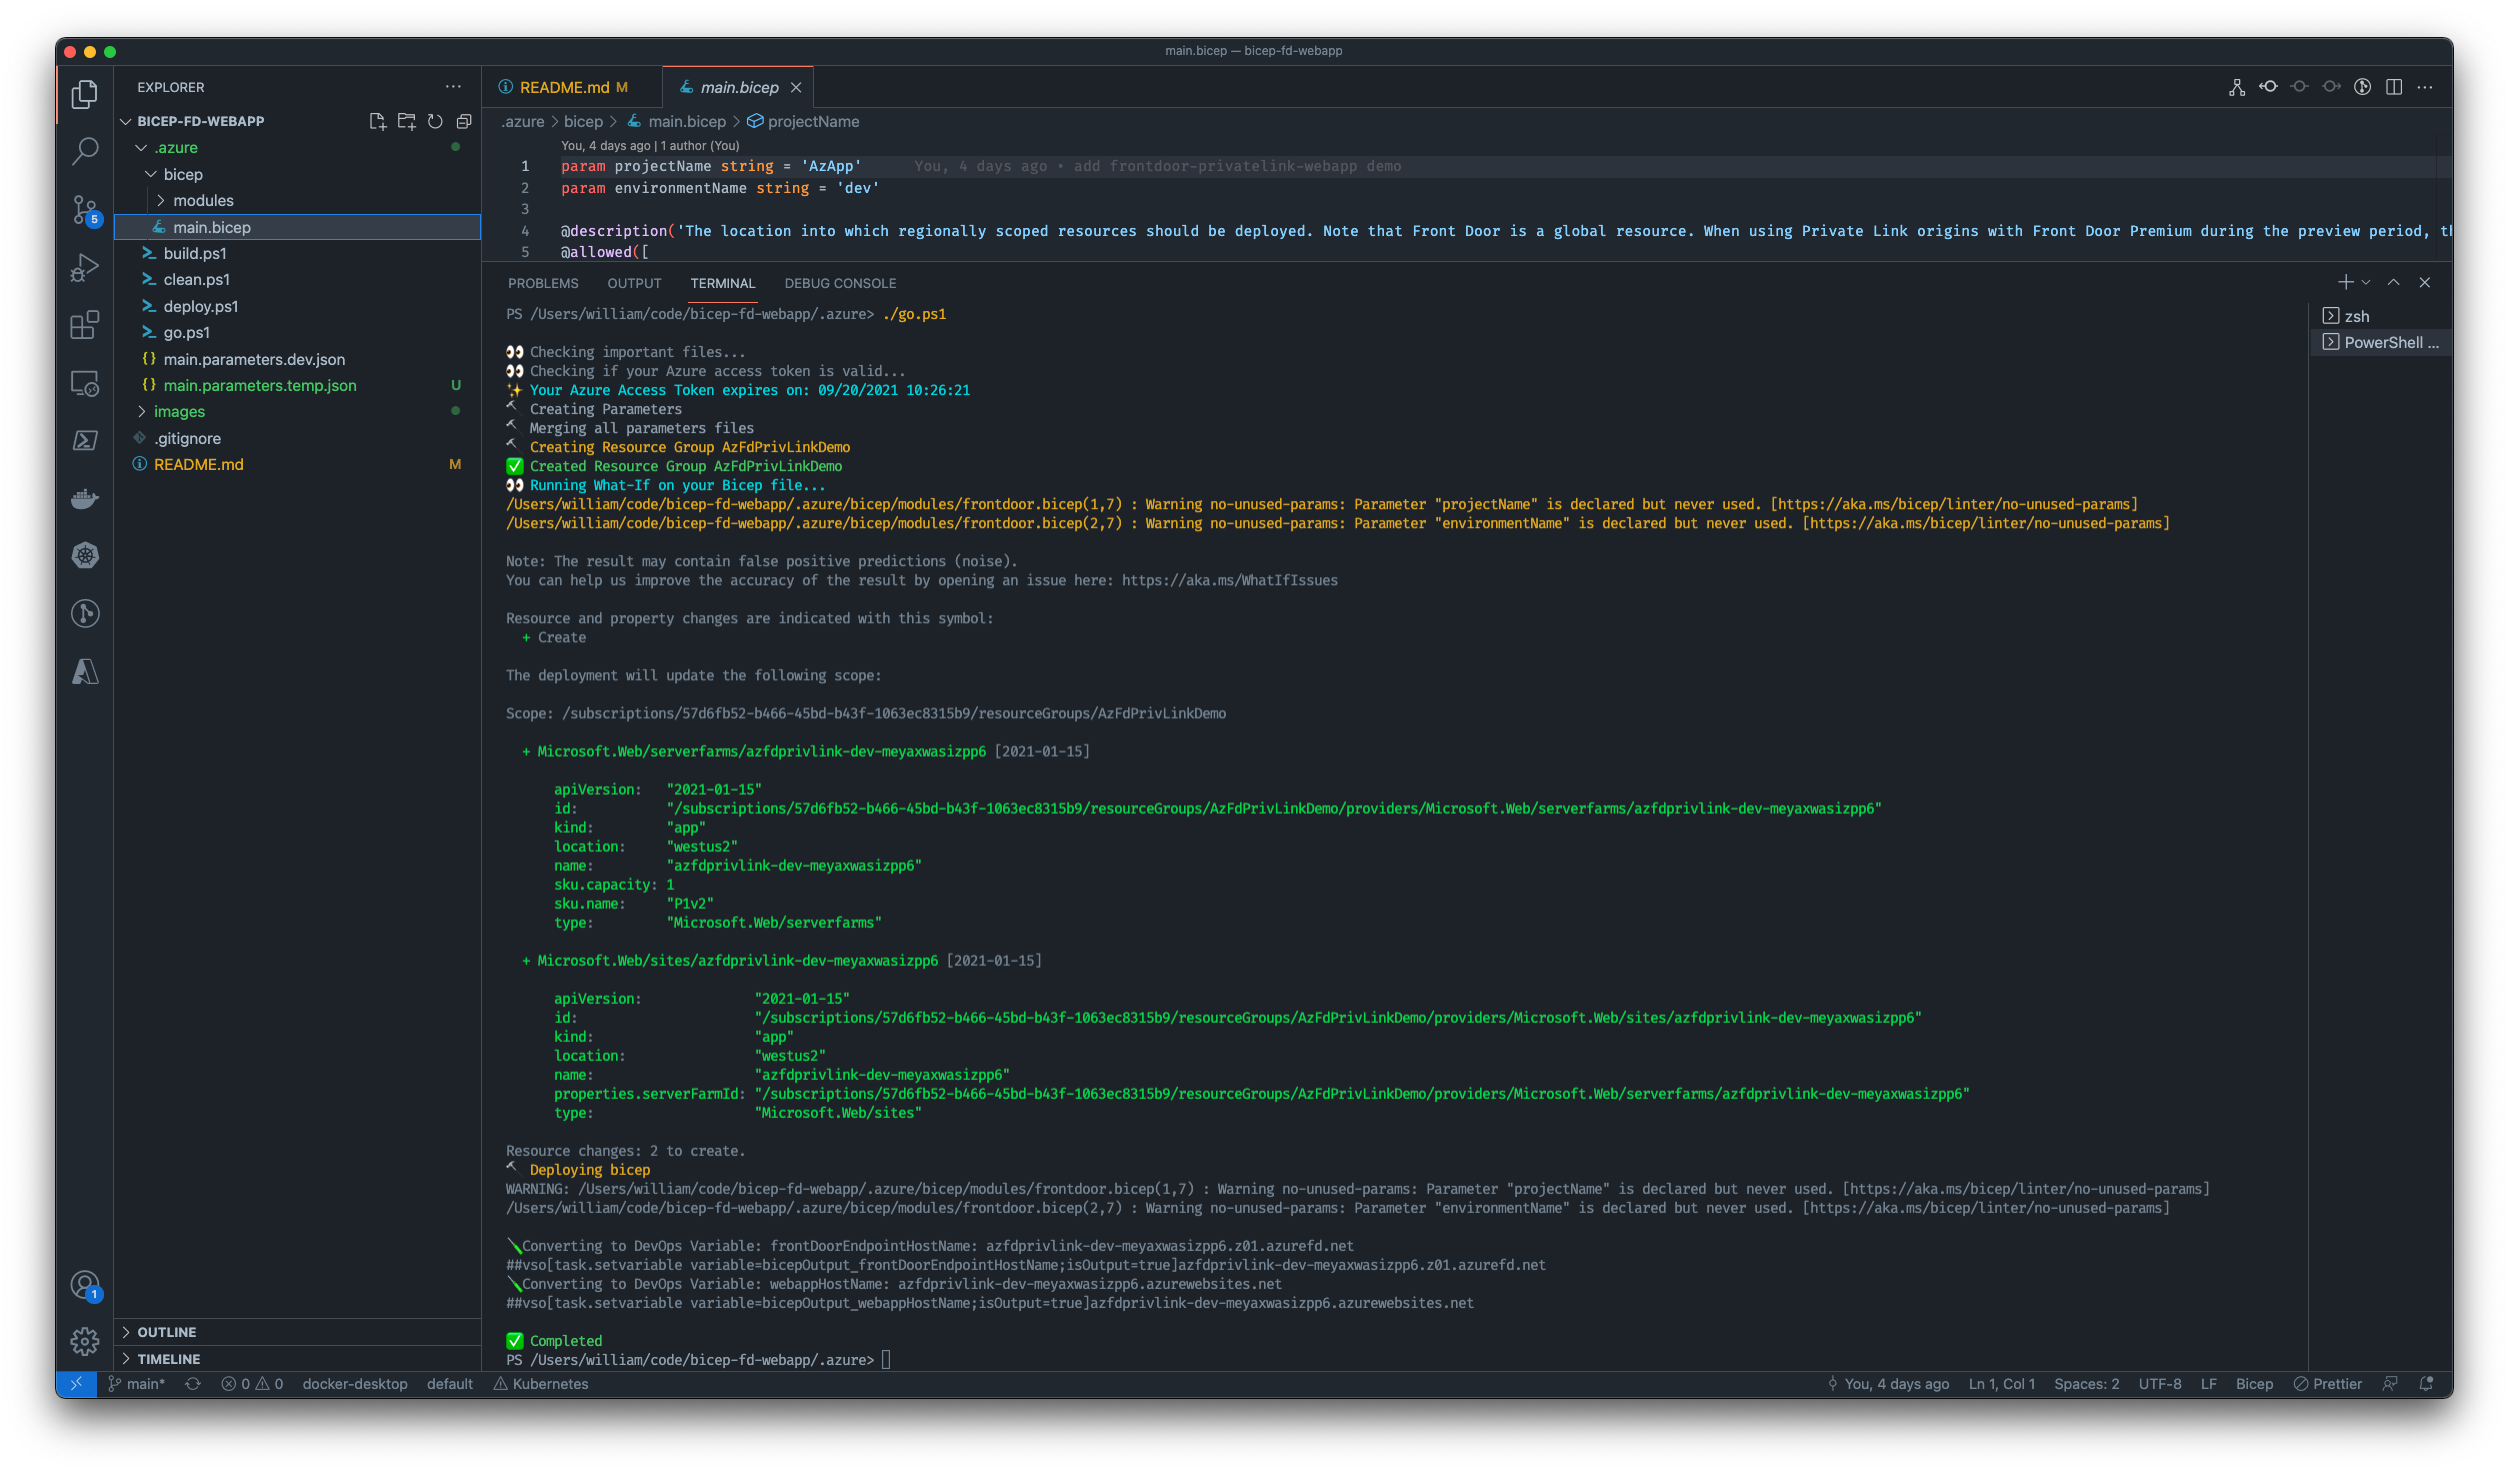 main.bicep — bicep-fd-webapp
EXPLORER
BICEP-FD-WEBAPP
.azure
bicep
modules
main.bicep
build.ps1
clean.ps1
deploy.ps1
go.ps1
main.parameters.dev.json
main.parameters.temp.json U
images
.gitignore
README.md M
OUTLINE
TIMELINE
5
1
README.md M
main.bicep
.azure > bicep > main.bicep > projectName
You, 4 days ago | 1 author (You)
1 param projectName string = 'AzApp' You, 4 days ago • add frontdoor-privatelink-webapp demo
2 param environmentName string = 'dev'
3
4 @description('The location into which regionally scoped resources should be deployed. Note that Front Door is a global resource. When using Private Link origins with Front Door Premium during the preview period, th
5 @allowed([
PROBLEMS OUTPUT TERMINAL DEBUG CONSOLE
zsh
PowerShell ...
PS /Users/william/code/bicep-fd-webapp/.azure> ./go.ps1
👀 Checking important files...
👀 Checking if your Azure access token is valid...
✨ Your Azure Access Token expires on: 09/20/2021 10:26:21
🔨 Creating Parameters
🔨 Merging all parameters files
🔨 Creating Resource Group AzFdPrivLinkDemo
✅ Created Resource Group AzFdPrivLinkDemo
👀 Running What-If on your Bicep file...
/Users/william/code/bicep-fd-webapp/.azure/bicep/modules/frontdoor.bicep(1,7) : Warning no-unused-params: Parameter "projectName" is declared but never used. [https://aka.ms/bicep/linter/no-unused-params]
/Users/william/code/bicep-fd-webapp/.azure/bicep/modules/frontdoor.bicep(2,7) : Warning no-unused-params: Parameter "environmentName" is declared but never used. [https://aka.ms/bicep/linter/no-unused-params]
Note: The result may contain false positive predictions (noise).
You can help us improve the accuracy of the result by opening an issue here: https://aka.ms/WhatIfIssues
Resource and property changes are indicated with this symbol:
+ Create
The deployment will update the following scope:
Scope: /subscriptions/57d6fb52-b466-45bd-b43f-1063ec8315b9/resourceGroups/AzFdPrivLinkDemo
+ Microsoft.Web/serverfarms/azfdprivlink-dev-meyaxwasizpp6 [2021-01-15]
apiVersion: "2021-01-15"
id: "/subscriptions/57d6fb52-b466-45bd-b43f-1063ec8315b9/resourceGroups/AzFdPrivLinkDemo/providers/Microsoft.Web/serverfarms/azfdprivlink-dev-meyaxwasizpp6"
kind: "app"
location: "westus2"
name: "azfdprivlink-dev-meyaxwasizpp6"
sku.capacity: 1
sku.name: "P1v2"
type: "Microsoft.Web/serverfarms"
+ Microsoft.Web/sites/azfdprivlink-dev-meyaxwasizpp6 [2021-01-15]
apiVersion: "2021-01-15"
id: "/subscriptions/57d6fb52-b466-45bd-b43f-1063ec8315b9/resourceGroups/AzFdPrivLinkDemo/providers/Microsoft.Web/sites/azfdprivlink-dev-meyaxwasizpp6"
kind: "app"
location: "westus2"
name: "azfdprivlink-dev-meyaxwasizpp6"
properties.serverFarmId: "/subscriptions/57d6fb52-b466-45bd-b43f-1063ec8315b9/resourceGroups/AzFdPrivLinkDemo/providers/Microsoft.Web/serverfarms/azfdprivlink-dev-meyaxwasizpp6"
type: "Microsoft.Web/sites"
Resource changes: 2 to create.
🔨 Deploying bicep
WARNING: /Users/william/code/bicep-fd-webapp/.azure/bicep/modules/frontdoor.bicep(1,7) : Warning no-unused-params: Parameter "projectName" is declared but never used. [https://aka.ms/bicep/linter/no-unused-params]
/Users/william/code/bicep-fd-webapp/.azure/bicep/modules/frontdoor.bicep(2,7) : Warning no-unused-params: Parameter "environmentName" is declared but never used. [https://aka.ms/bicep/linter/no-unused-params]
Converting to DevOps Variable: frontDoorEndpointHostName: azfdprivlink-dev-meyaxwasizpp6.z01.azurefd.net
##vso[task.setvariable variable=bicepOutput_frontDoorEndpointHostName;isOutput=true]azfdprivlink-dev-meyaxwasizpp6.z01.azurefd.net
Converting to DevOps Variable: webappHostName: azfdprivlink-dev-meyaxwasizpp6.azurewebsites.net
##vso[task.setvariable variable=bicepOutput_webappHostName;isOutput=true]azfdprivlink-dev-meyaxwasizpp6.azurewebsites.net
✅ Completed
PS /Users/william/code/bicep-fd-webapp/.azure>
main* 0 0 docker-desktop default Kubernetes You, 4 days ago Ln 1, Col 1 Spaces: 2 UTF-8 LF Bicep Prettier